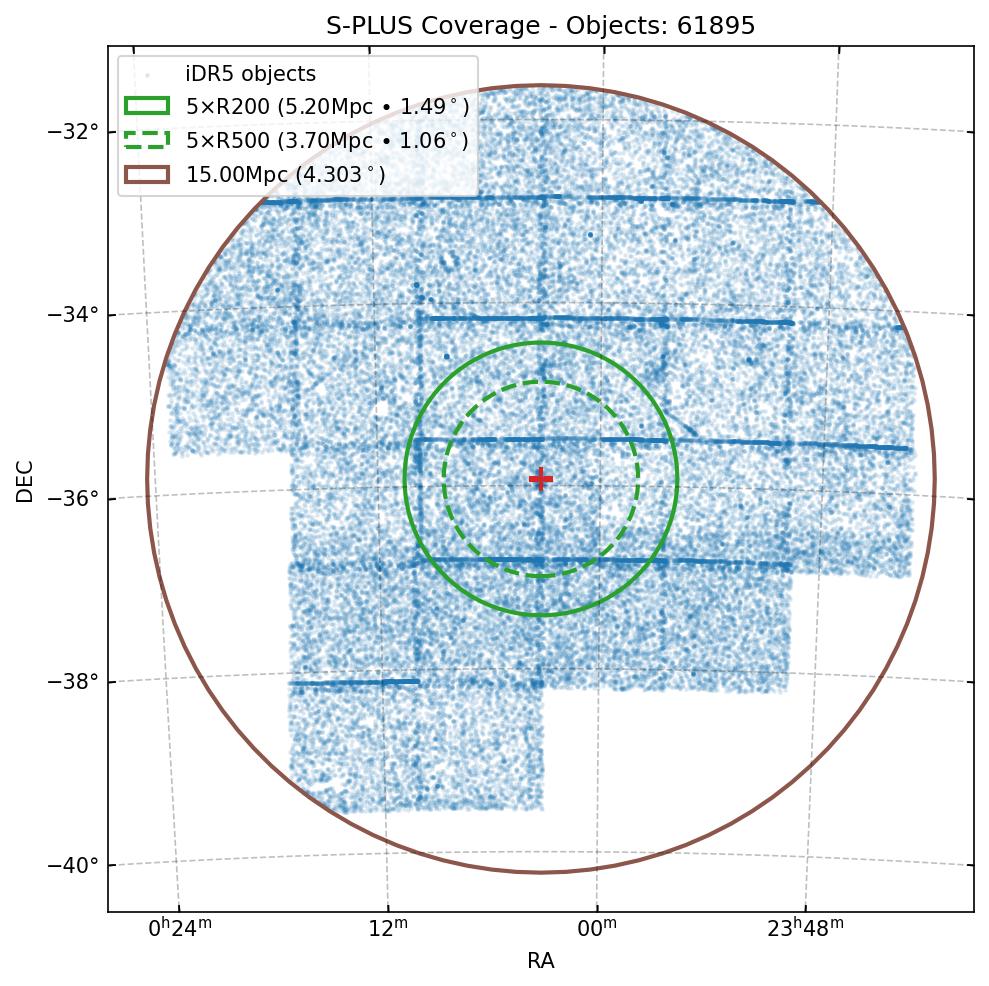 S-PLUS Coverage - Objects: 61895
iDR5 objects
5×R200 (5.20Mpc • 1.49°)
5×R500 (3.70Mpc • 1.06°)
15.00Mpc (4.303°)
−32°
−34°
−36°
−38°
−40°
DEC
0ʰ24ᵐ 12ᵐ 00ᵐ 23ʰ48ᵐ
RA